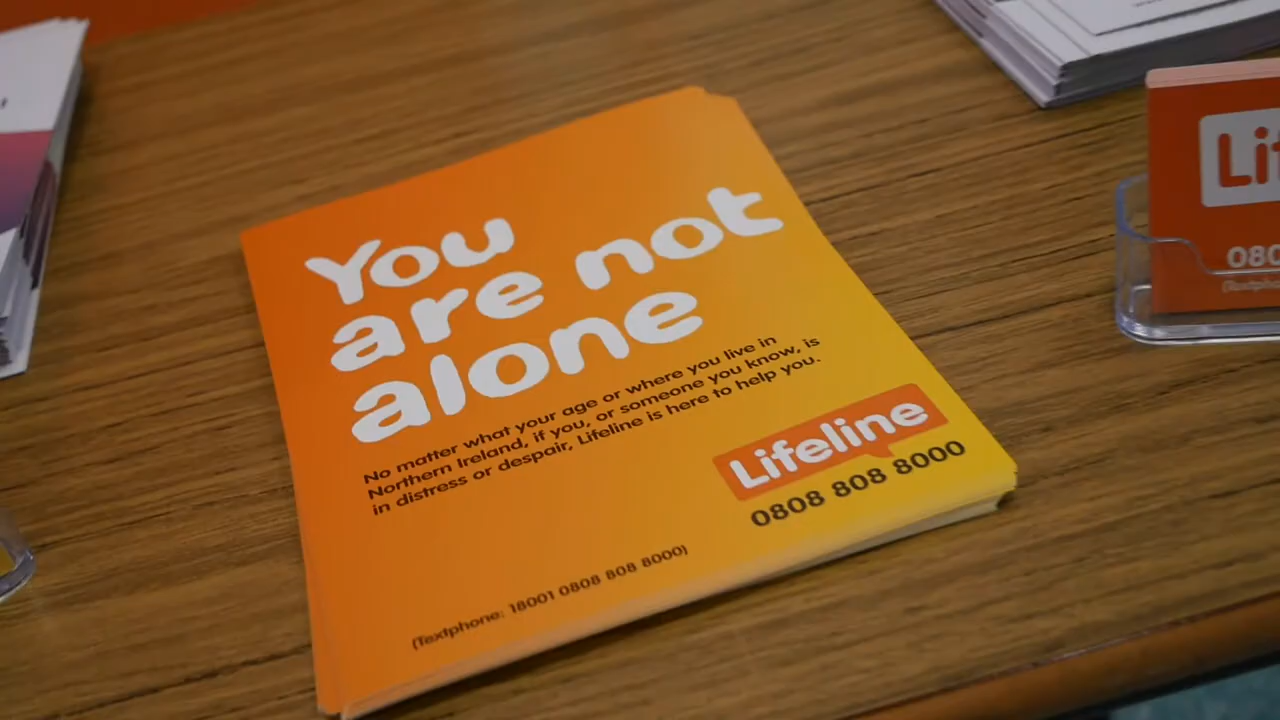 You
are not
alone
No matter what your age or where you live in
Northern Ireland, if you, or someone you know, is
in distress or despair, Lifeline is here to help you.
Lifeline
0808 808 8000
(Textphone: 18001 0808 808 8000)